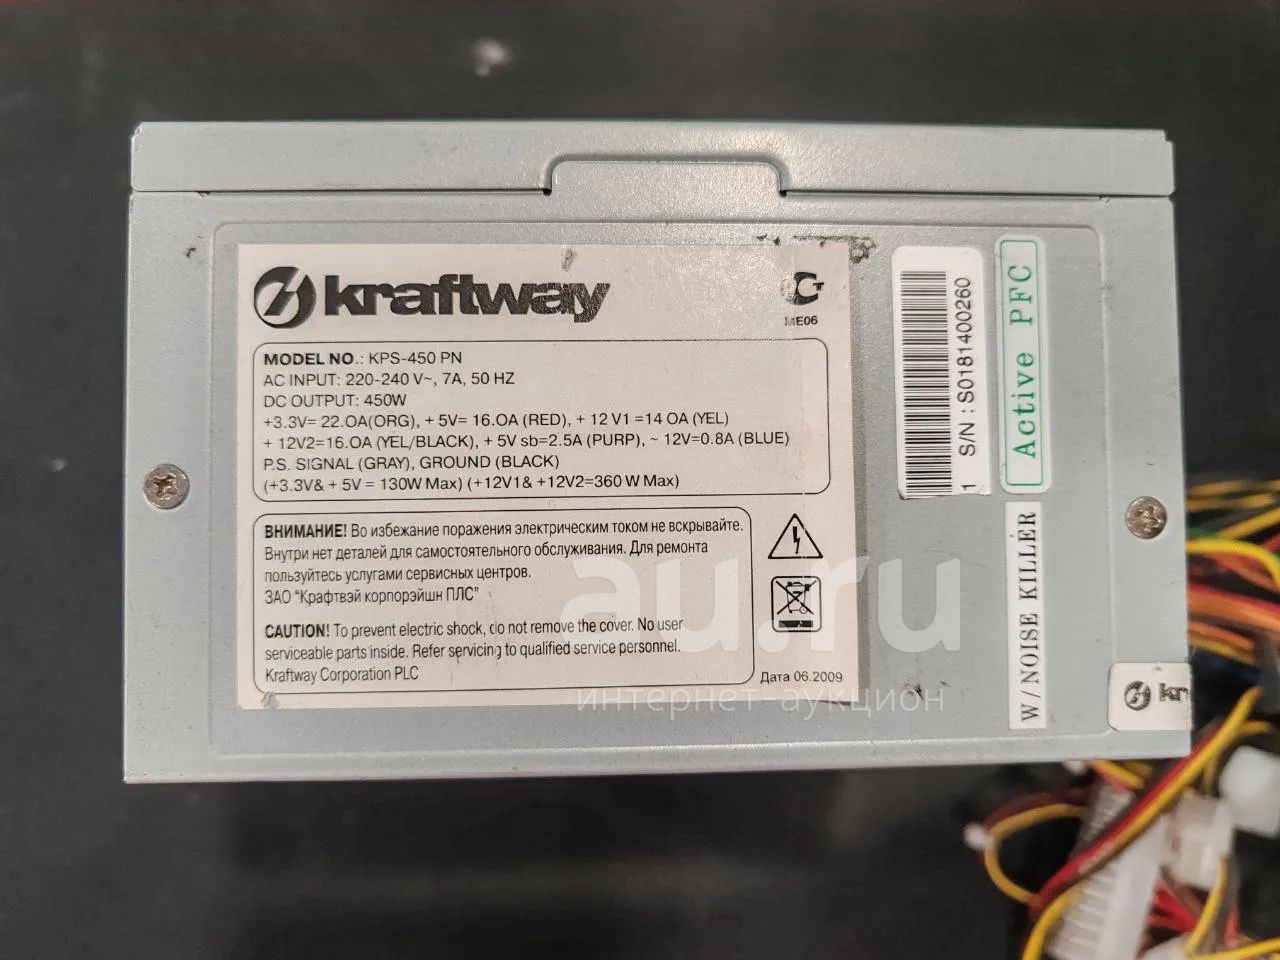 kraftway
ME06
MODEL NO.: KPS-450 PN
AC INPUT: 220-240 V~, 7A, 50 HZ
DC OUTPUT: 450W
+3.3V= 22.OA(ORG), + 5V= 16.OA (RED), + 12 V1 =14 OA (YEL)
+ 12V2=16.OA (YEL/BLACK), + 5V sb=2.5A (PURP), ~ 12V=0.8A (BLUE)
P.S. SIGNAL (GRAY), GROUND (BLACK)
(+3.3V& + 5V = 130W Max) (+12V1& +12V2=360 W Max)
ВНИМАНИЕ! Во избежание поражения электрическим током не вскрывайте.
Внутри нет деталей для самостоятельного обслуживания. Для ремонта
пользуйтесь услугами сервисных центров.
ЗАО "Крафтвэй корпорэйшн ПЛС"
CAUTION! To prevent electric shock, do not remove the cover. No user
serviceable parts inside. Refer servicing to qualified service personnel.
Kraftway Corporation PLC
Дата 06.2009
1 S/N : S0181400260
Active PFC
W/NOISE KILLER
kr
au.ru
интернет-аукцион